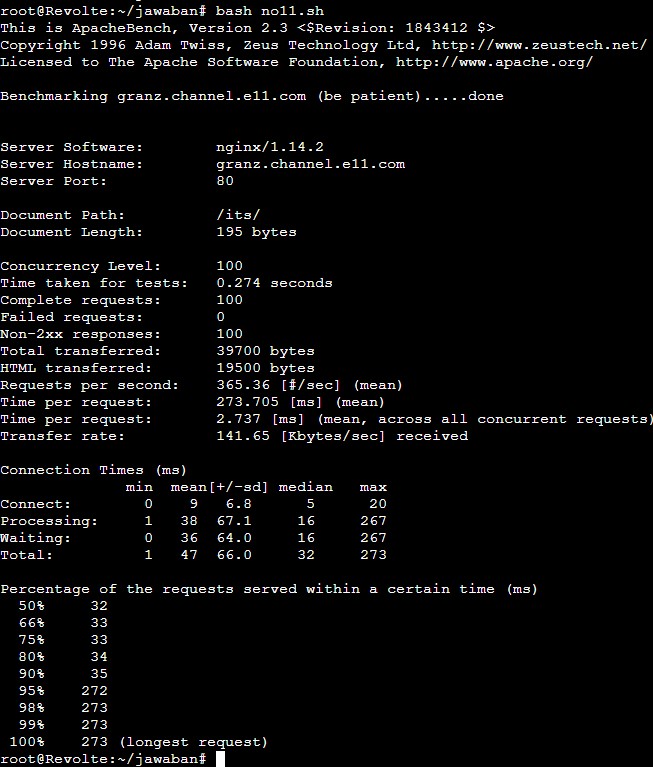 root@Revolte:~/jawaban# bash no11.sh
This is ApacheBench, Version 2.3 <$Revision: 1843412 $>
Copyright 1996 Adam Twiss, Zeus Technology Ltd, http://www.zeustech.net/
Licensed to The Apache Software Foundation, http://www.apache.org/

Benchmarking granz.channel.e11.com (be patient).....done


Server Software:        nginx/1.14.2
Server Hostname:        granz.channel.e11.com
Server Port:            80

Document Path:          /its/
Document Length:        195 bytes

Concurrency Level:      100
Time taken for tests:   0.274 seconds
Complete requests:      100
Failed requests:        0
Non-2xx responses:      100
Total transferred:      39700 bytes
HTML transferred:       19500 bytes
Requests per second:    365.36 [#/sec] (mean)
Time per request:       273.705 [ms] (mean)
Time per request:       2.737 [ms] (mean, across all concurrent requests)
Transfer rate:          141.65 [Kbytes/sec] received

Connection Times (ms)
              min  mean[+/-sd] median   max
Connect:        0    9   6.8      5      20
Processing:     1   38  67.1     16     267
Waiting:        0   36  64.0     16     267
Total:          1   47  66.0     32     273

Percentage of the requests served within a certain time (ms)
  50%     32
  66%     33
  75%     33
  80%     34
  90%     35
  95%    272
  98%    273
  99%    273
 100%    273 (longest request)
root@Revolte:~/jawaban#